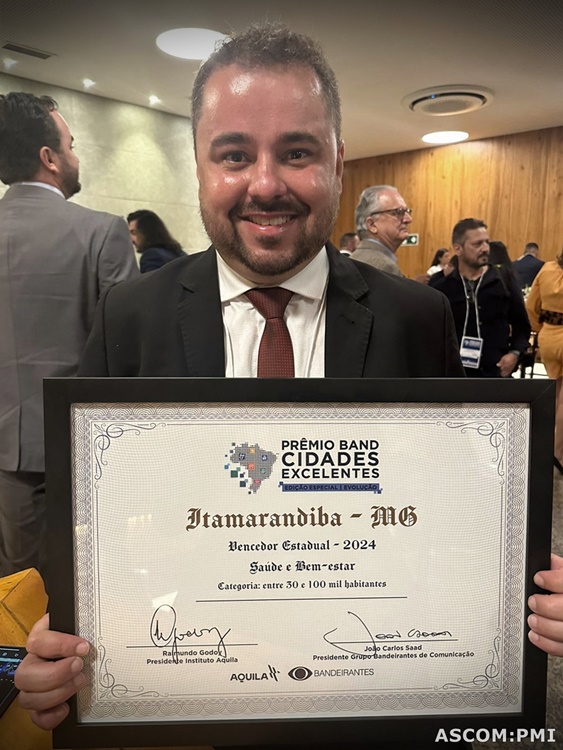 PRÊMIO BAND
CIDADES
EXCELENTES
EDIÇÃO ESPECIAL | EVOLUÇÃO
Itamarandiba - MG
Vencedor Estadual - 2024
Saúde e Bem-estar
Categoria: entre 30 e 100 mil habitantes
Raimundo Godoy
Presidente Instituto Aquila
João Carlos Saad
Presidente Grupo Bandeirantes de Comunicação
AQUILA
BANDEIRANTES
ASCOM:PMI